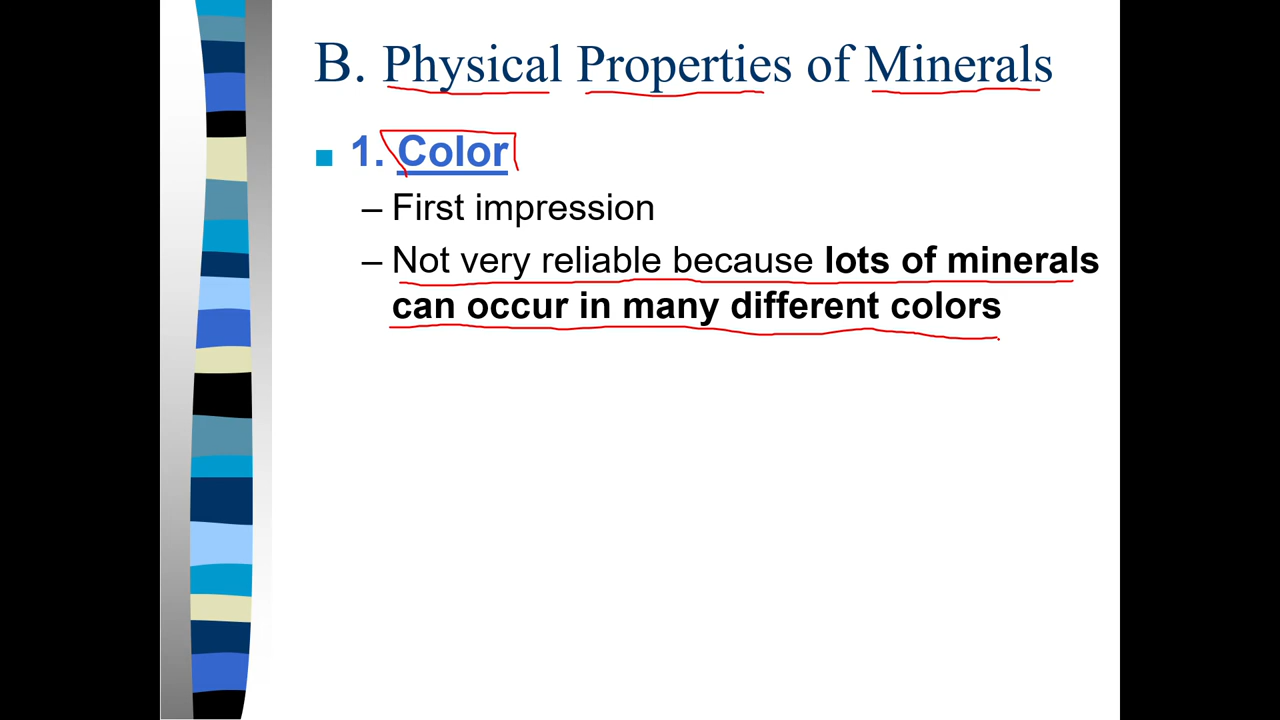 B. Physical Properties of Minerals
1. Color
– First impression
– Not very reliable because lots of minerals
can occur in many different colors